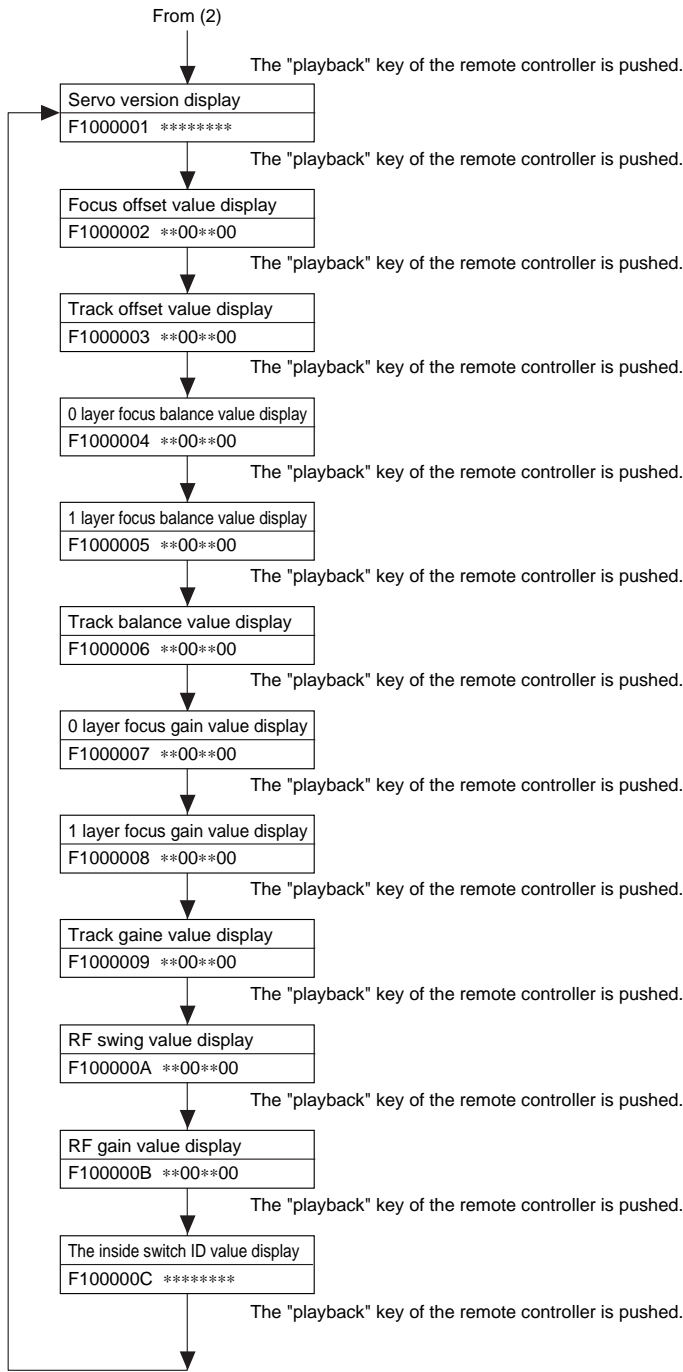 From (2)
The "playback" key of the remote controller is pushed.
Servo version display
F1000001 ********
The "playback" key of the remote controller is pushed.
Focus offset value display
F1000002 **00**00
The "playback" key of the remote controller is pushed.
Track offset value display
F1000003 **00**00
The "playback" key of the remote controller is pushed.
0 layer focus balance value display
F1000004 **00**00
The "playback" key of the remote controller is pushed.
1 layer focus balance value display
F1000005 **00**00
The "playback" key of the remote controller is pushed.
Track balance value display
F1000006 **00**00
The "playback" key of the remote controller is pushed.
0 layer focus gain value display
F1000007 **00**00
The "playback" key of the remote controller is pushed.
1 layer focus gain value display
F1000008 **00**00
The "playback" key of the remote controller is pushed.
Track gaine value display
F1000009 **00**00
The "playback" key of the remote controller is pushed.
RF swing value display
F100000A **00**00
The "playback" key of the remote controller is pushed.
RF gain value display
F100000B **00**00
The "playback" key of the remote controller is pushed.
The inside switch ID value display
F100000C ********
The "playback" key of the remote controller is pushed.